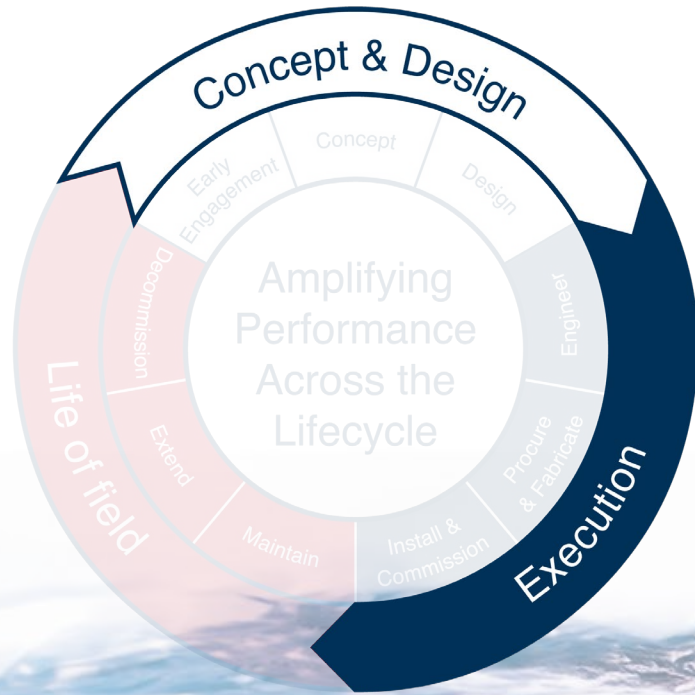 Concept & Design
Early
Engagement
Concept
Design
Amplifying
Performance
Across the
Lifecycle
Engineer
Procure
& Fabricate
Install &
Commission
Maintain
Extend
Decommission
Execution
Life of field